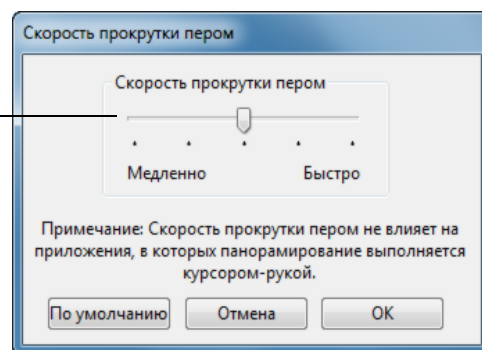 Скорость прокрутки пером
Скорость прокрутки пером
Медленно Быстро
Примечание: Скорость прокрутки пером не влияет на
приложения, в которых панорамирование выполняется
курсором-рукой.
По умолчанию Отмена OK